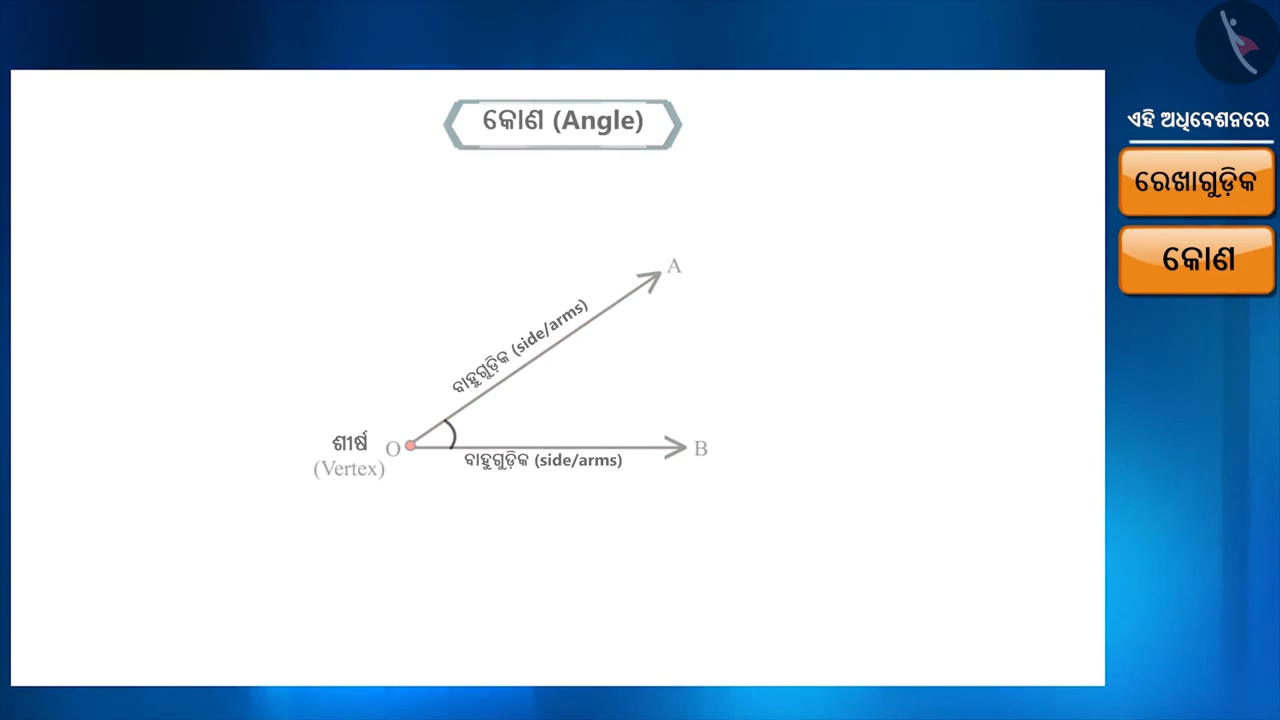 କୋଣ (Angle)
ଏହି ଅଧିବେଶନରେ
ରେଖାଗୁଡ଼ିକ
କୋଣ
A
ବାହୁଗୁଡ଼ିକ (side/arms)
ଶୀର୍ଷ
(Vertex)
O
B
ବାହୁଗୁଡ଼ିକ (side/arms)